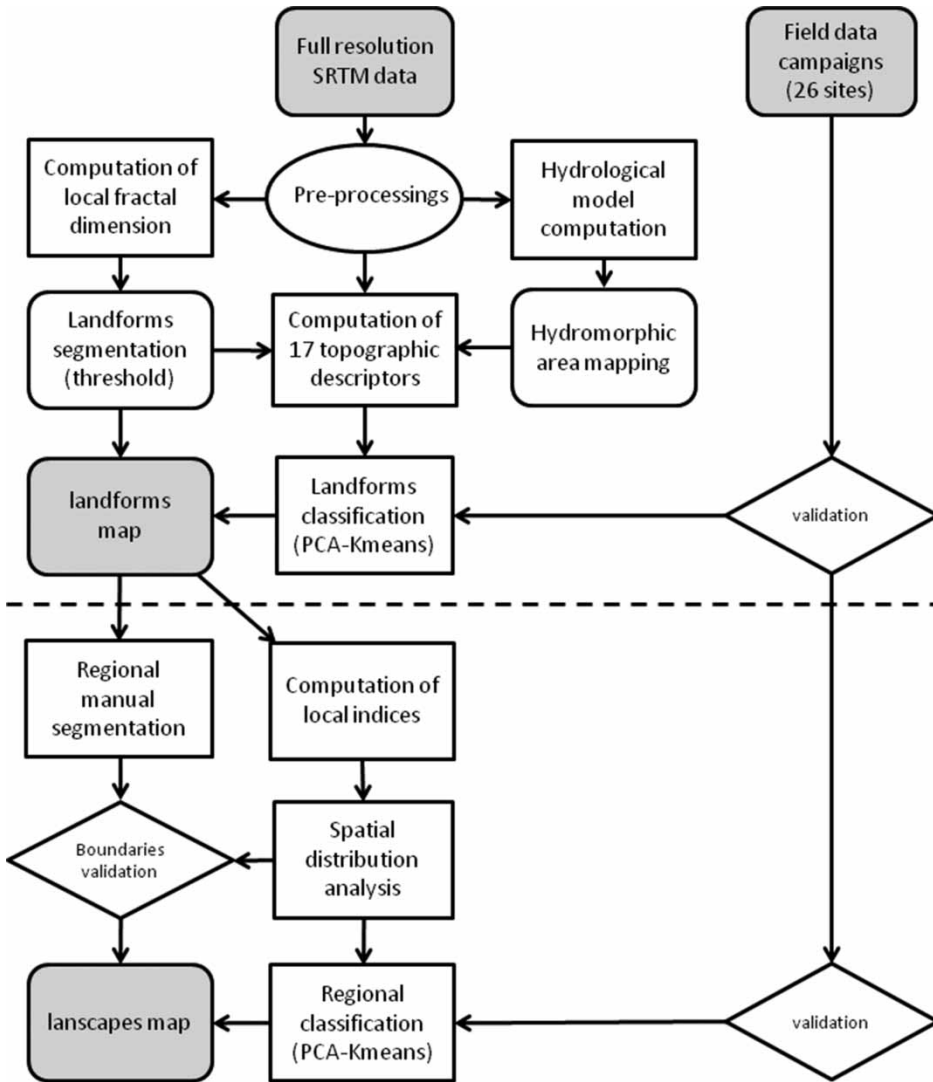 Full resolution
SRTM data
Field data
campaigns
(26 sites)
Computation of
local fractal
dimension
Pre-processings
Hydrological
model
computation
Landforms
segmentation
(threshold)
Computation of
17 topographic
descriptors
Hydromorphic
area mapping
landforms
map
Landforms
classification
(PCA-Kmeans)
validation
Regional
manual
segmentation
Computation of
local indices
Boundaries
validation
Spatial
distribution
analysis
lanscapes map
Regional
classification
(PCA-Kmeans)
validation